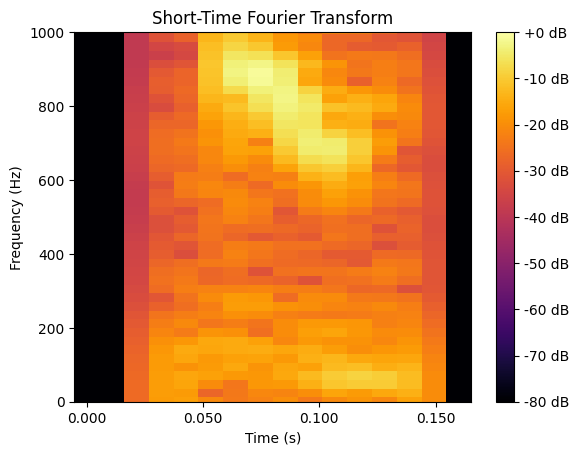 Short-Time Fourier Transform
1000
800
600
400
200
0
Frequency (Hz)
0.000
0.050
0.100
0.150
Time (s)
+0 dB
-10 dB
-20 dB
-30 dB
-40 dB
-50 dB
-60 dB
-70 dB
-80 dB